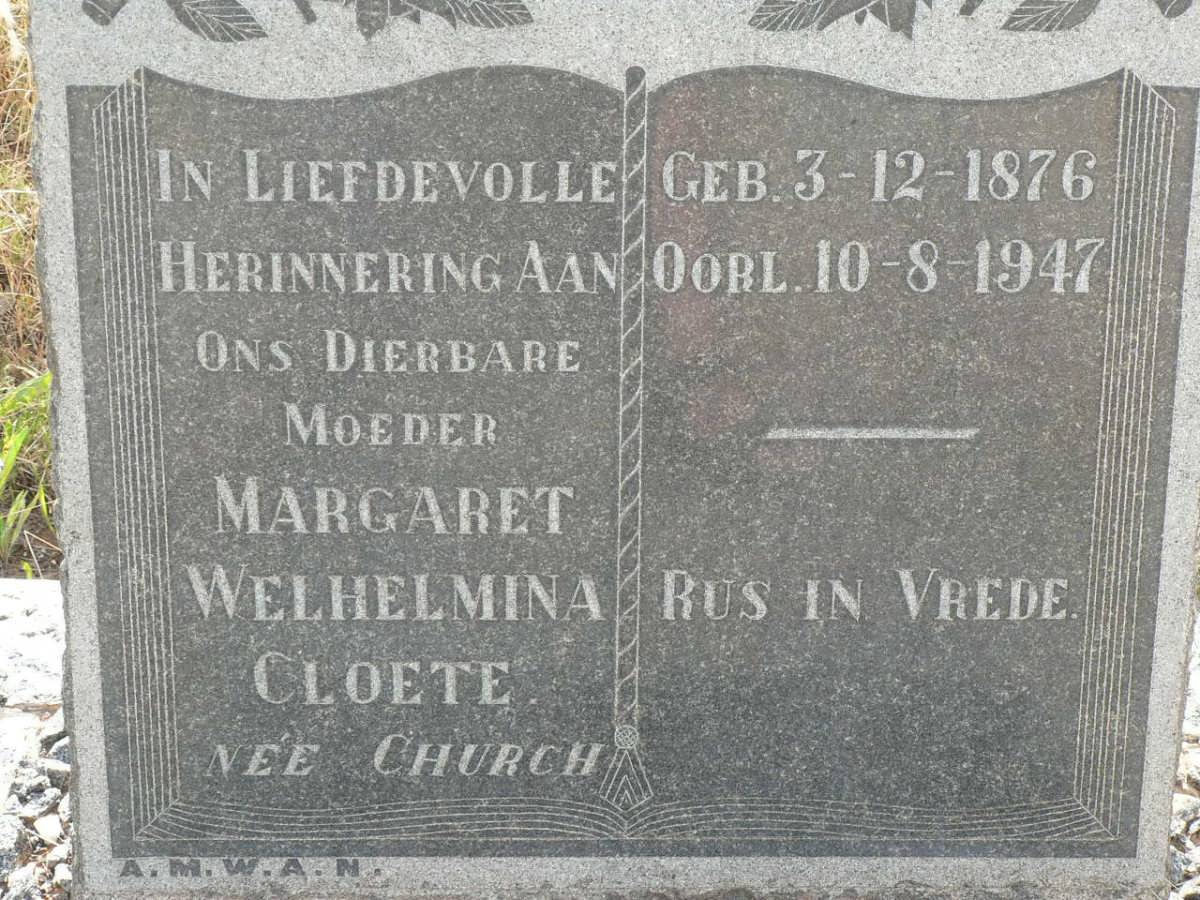 In Liefdevolle
Herinnering Aan
Ons Dierbare
Moeder
Margaret
Welhelmina
Cloete.
née Church
Geb. 3-12-1876
Oorl. 10-8-1947
Rus in Vrede.
A.M.W.A.N.